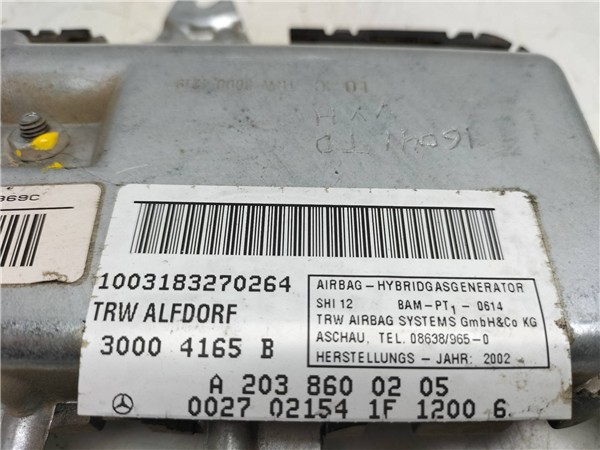 369C
1003183270264
TRW ALFDORF
3000 4165 B
AIRBAG-HYBRIDGASGENERATOR
SHI 12 BAM-PT1-0614
TRW AIRBAG SYSTEMS GmbH&Co KG
ASCHAU, TEL. 08638/965-0
HERSTELLUNGS - JAHR: 2002
A 203 860 02 05
0027 02154 1F 1200 6